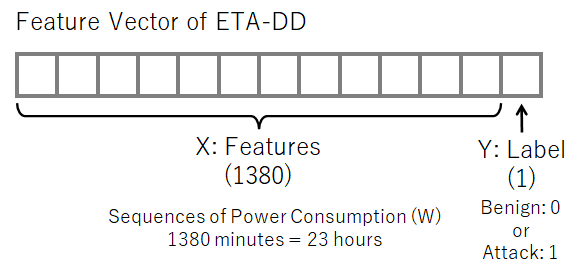 Feature Vector of ETA-DD
X: Features
(1380)
Sequences of Power Consumption (W)
1380 minutes = 23 hours
Y: Label
(1)
Benign: 0
or
Attack: 1